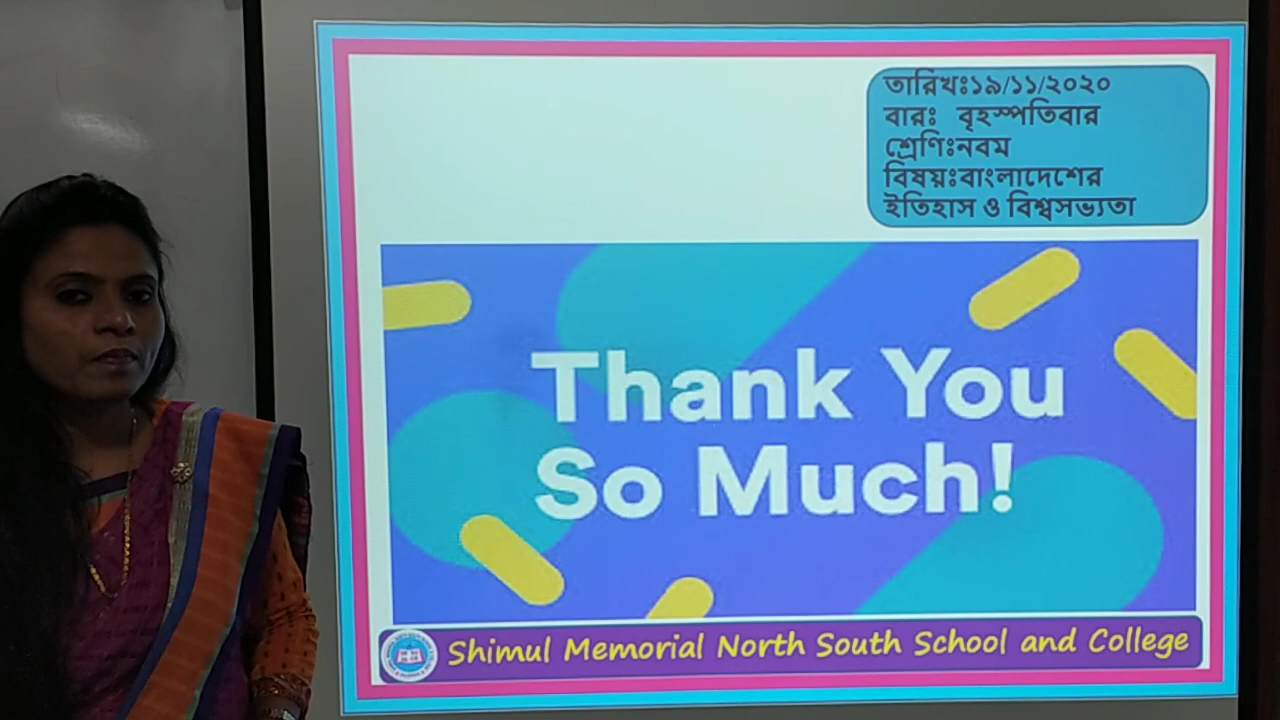 তারিখঃ১৯/১১/২০২০
বারঃ বৃহস্পতিবার
শ্রেণিঃনবম
বিষয়ঃবাংলাদেশের
ইতিহাস ও বিশ্বসভ্যতা
Thank You
So Much!
Shimul Memorial North South School and College